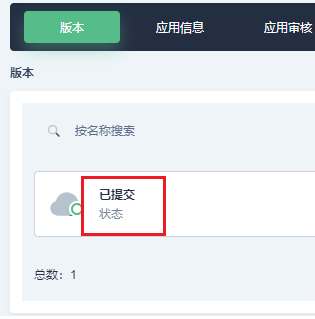 版本 应用信息 应用审核
版本
按名称搜索
已提交
状态
总数：1